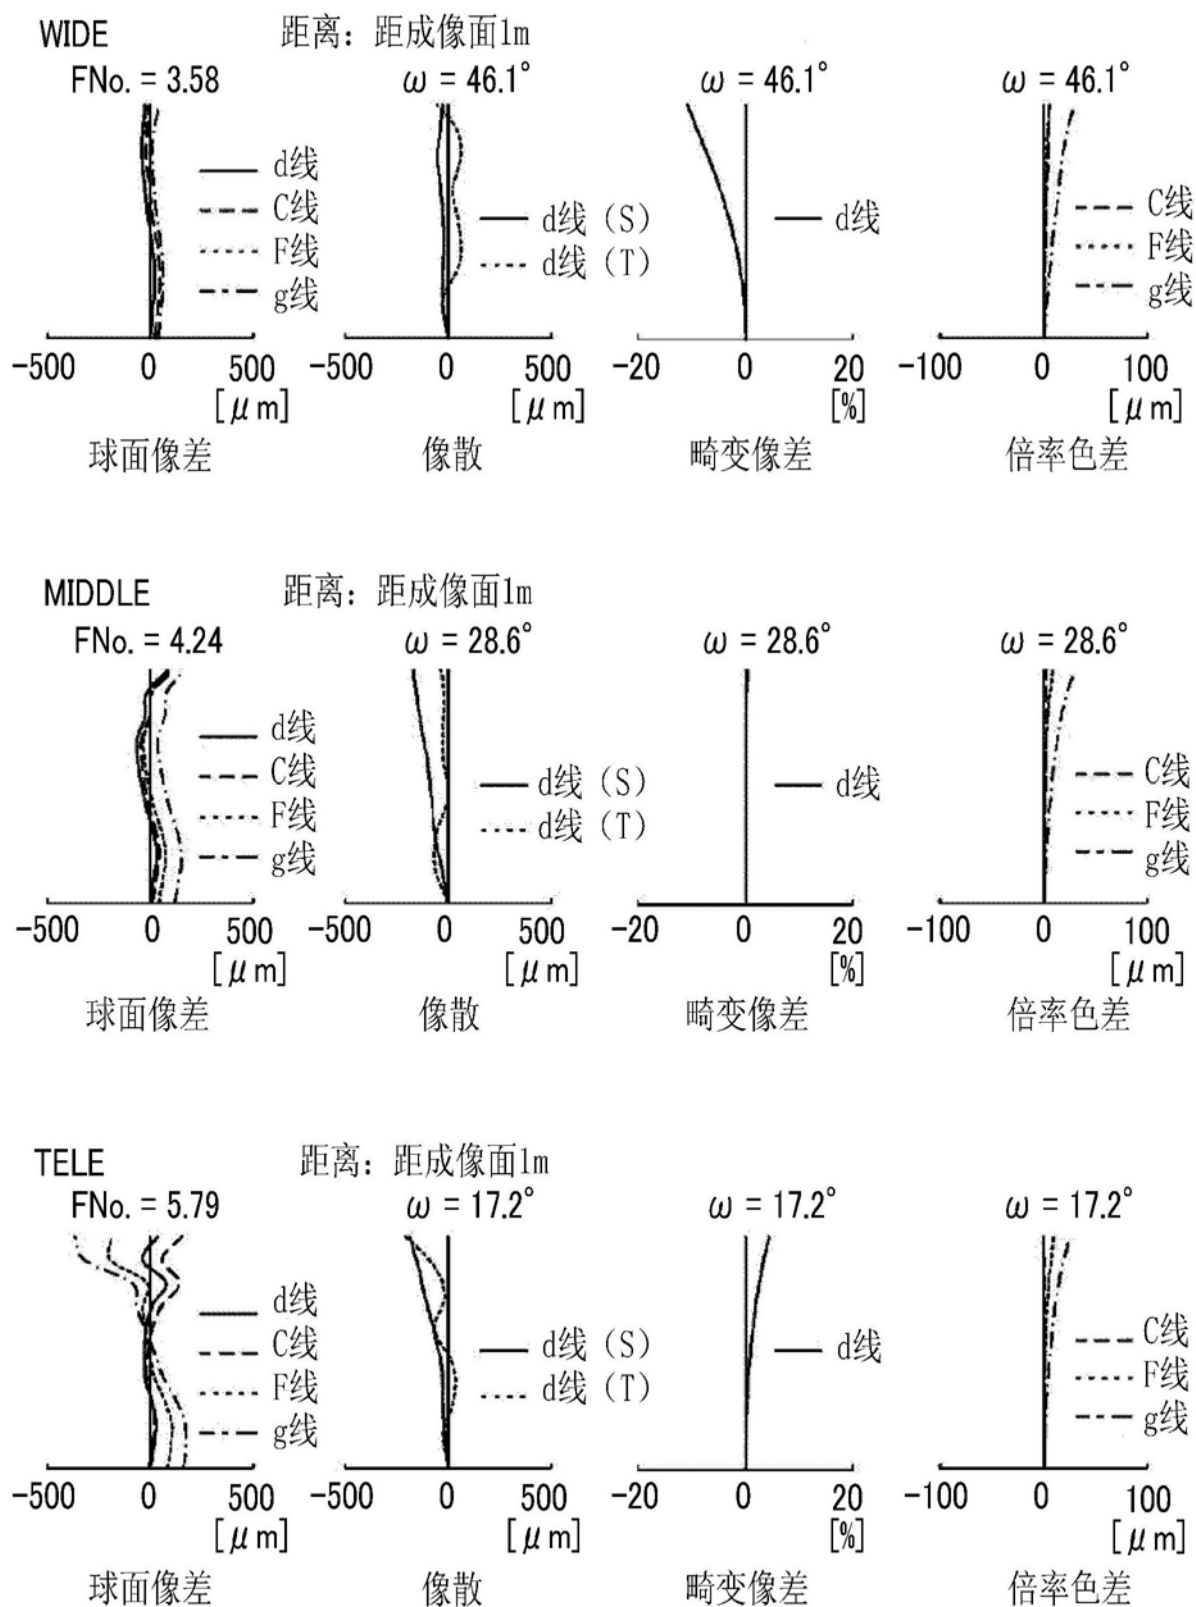 WIDE 距离：距成像面1m
FNo. = 3.58 ω = 46.1° ω = 46.1° ω = 46.1°
d线
C线
F线
g线
d线（S）
d线（T）
d线
C线
F线
g线
-500 0 500 -500 0 500 -20 0 20 -100 0 100
[μm] [μm] [%] [μm]
球面像差 像散 畸变像差 倍率色差
MIDDLE 距离：距成像面1m
FNo. = 4.24 ω = 28.6° ω = 28.6° ω = 28.6°
d线
C线
F线
g线
d线（S）
d线（T）
d线
C线
F线
g线
-500 0 500 -500 0 500 -20 0 20 -100 0 100
[μm] [μm] [%] [μm]
球面像差 像散 畸变像差 倍率色差
TELE 距离：距成像面1m
FNo. = 5.79 ω = 17.2° ω = 17.2° ω = 17.2°
d线
C线
F线
g线
d线（S）
d线（T）
d线
C线
F线
g线
-500 0 500 -500 0 500 -20 0 20 -100 0 100
[μm] [μm] [%] [μm]
球面像差 像散 畸变像差 倍率色差